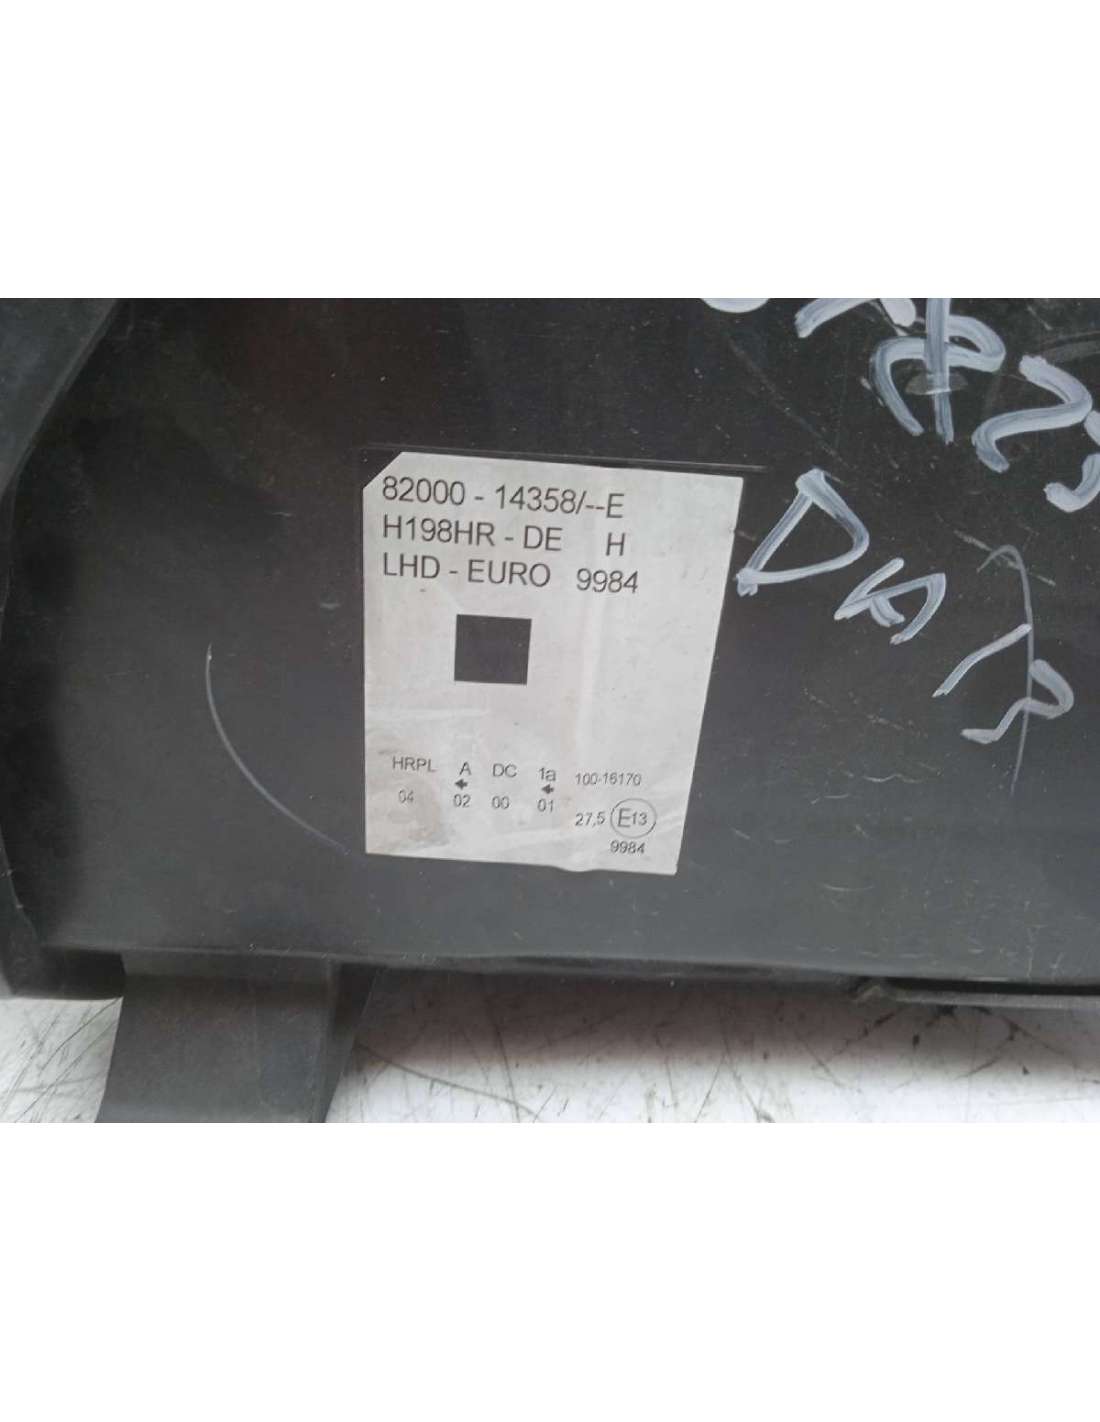 82000 - 14358/--E
H198HR - DE H
LHD - EURO 9984
HRPL A DC 1a 100-16170
04 02 00 01
27,5 E13
9984